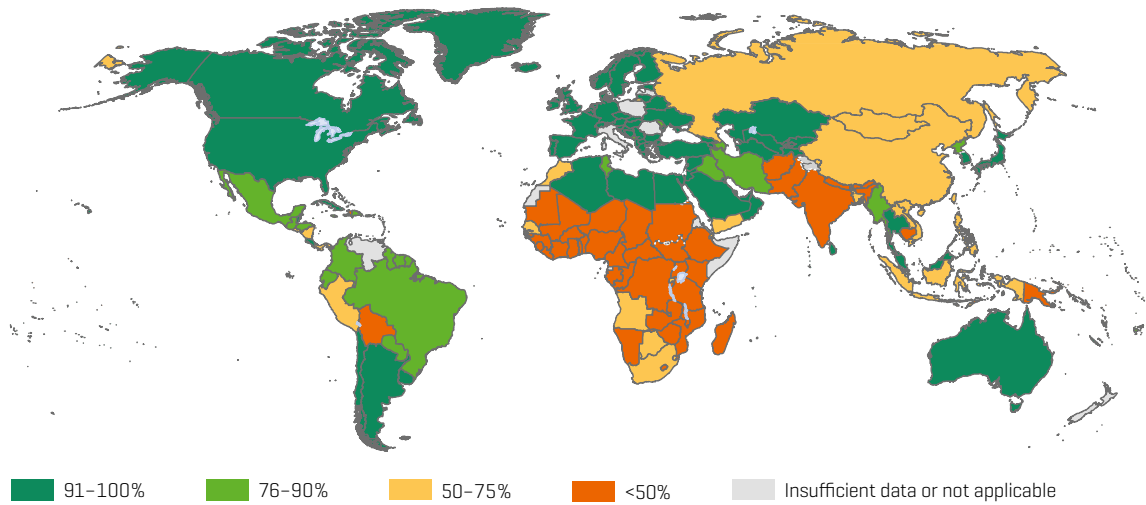 91–100% 76–90% 50–75% <50% Insufficient data or not applicable